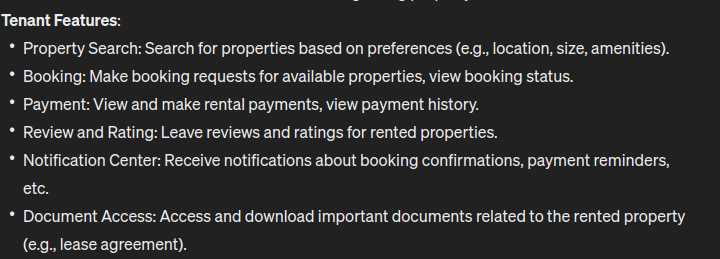 Tenant Features:
• Property Search: Search for properties based on preferences (e.g., location, size, amenities).
• Booking: Make booking requests for available properties, view booking status.
• Payment: View and make rental payments, view payment history.
• Review and Rating: Leave reviews and ratings for rented properties.
• Notification Center: Receive notifications about booking confirmations, payment reminders,
etc.
• Document Access: Access and download important documents related to the rented property
(e.g., lease agreement).